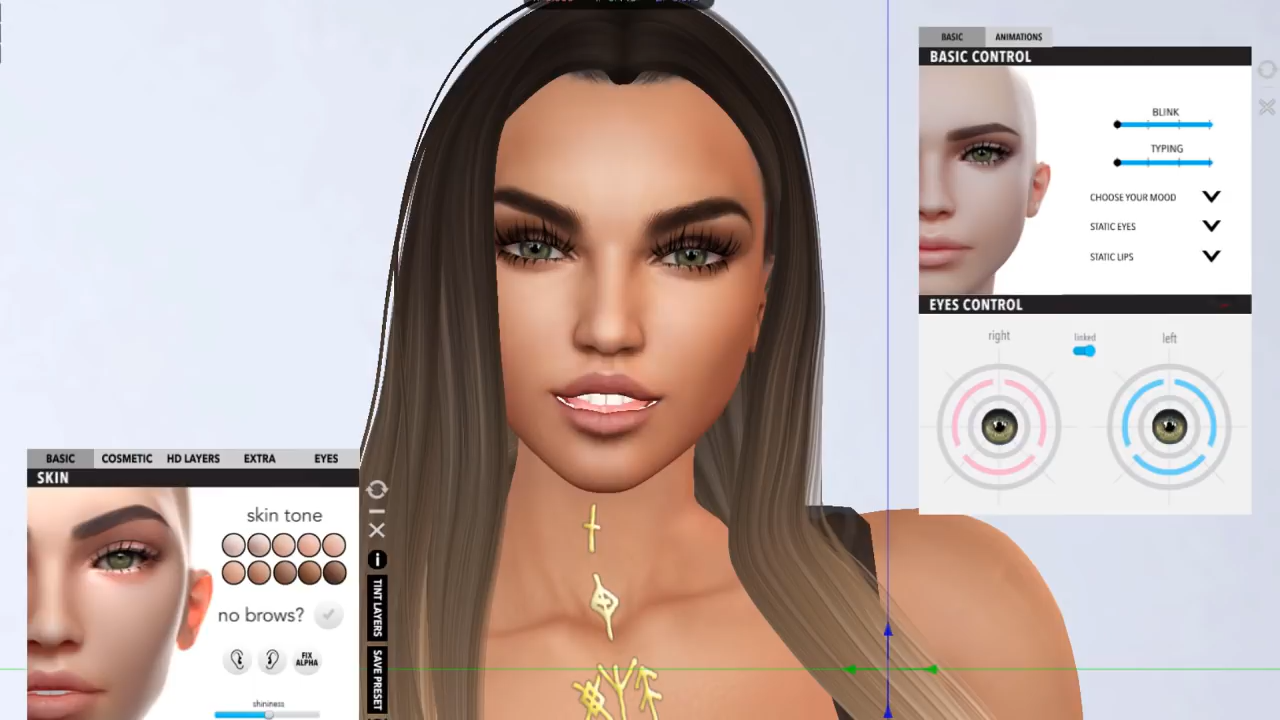 BASIC ANIMATIONS
BASIC CONTROL
BLINK
TYPING
CHOOSE YOUR MOOD
STATIC EYES
STATIC LIPS
EYES CONTROL
right linked left
BASIC COSMETIC HD LAYERS EXTRA EYES
SKIN
skin tone
no brows?
FIX
ALPHA
shininess
i
TINT LAYERS
SAVE PRESET